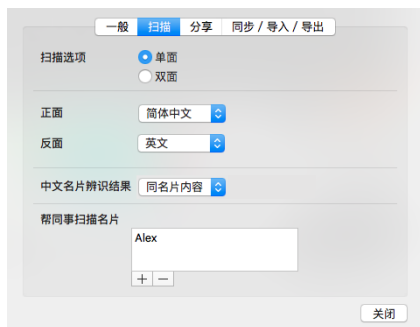 一般 扫描 分享 同步 / 导入 / 导出
扫描选项 单面
双面
正面 简体中文
反面 英文
中文名片辨识结果 同名片内容
帮同事扫描名片
Alex
+ −
关闭